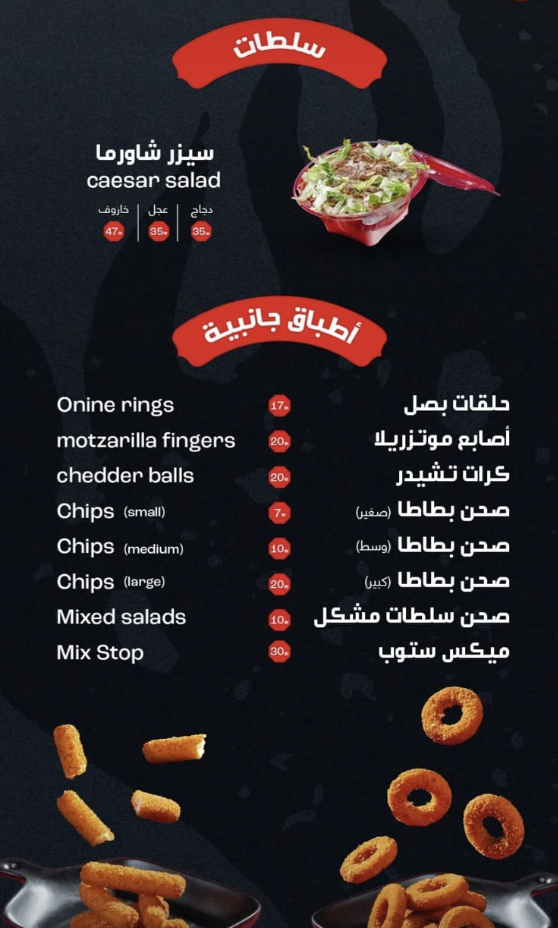 سلطات
سيزر شاورما
caesar salad
دجاج | عجل | خاروف
35₪ | 35₪ | 47₪
أطباق جانبية
Onine rings 17₪ حلقات بصل
motzarilla fingers 20₪ أصابع موتزريلا
chedder balls 20₪ كرات تشيدر
Chips (small) 7₪ صحن بطاطا (صغير)
Chips (medium) 10₪ صحن بطاطا (وسط)
Chips (large) 20₪ صحن بطاطا (كبير)
Mixed salads 10₪ صحن سلطات مشكل
Mix Stop 30₪ ميكس ستوب